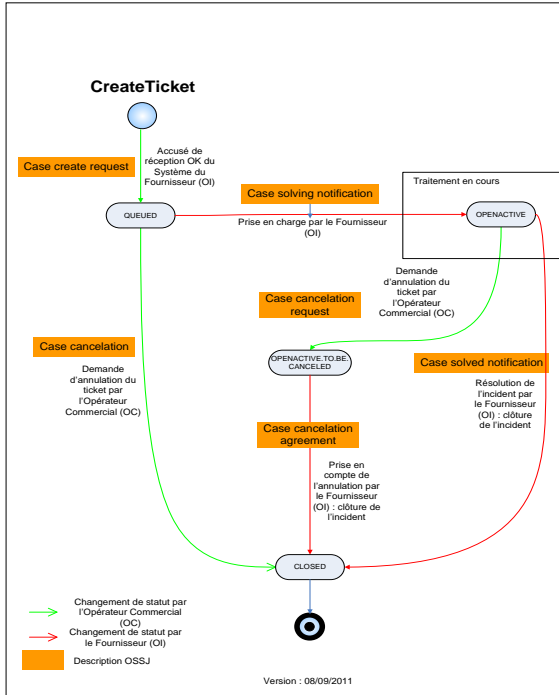 CreateTicket
Case create request
Accusé de
réception OK du
Système du
Fournisseur (OI)
Case solving notification
Traitement en cours
QUEUED
OPENACTIVE
Prise en charge par le Fournisseur
(OI)
Case cancelation
request
Demande
d'annulation du
ticket par
l'Opérateur
Commercial (OC)
Case cancelation
Demande
d'annulation du
ticket par
l'Opérateur
Commercial (OC)
OPENACTIVE.TO.BE.
CANCELED
Case solved notification
Résolution de
l'incident par
le Fournisseur
(OI) : clôture
de l'incident
Case cancelation
agreement
Prise en
compte de
l'annulation par
le Fournisseur
(OI) : clôture de
l'incident
CLOSED
Changement de statut par
l'Opérateur Commercial
(OC)
Changement de statut par
le Fournisseur (OI)
Description OSSJ
Version : 08/09/2011